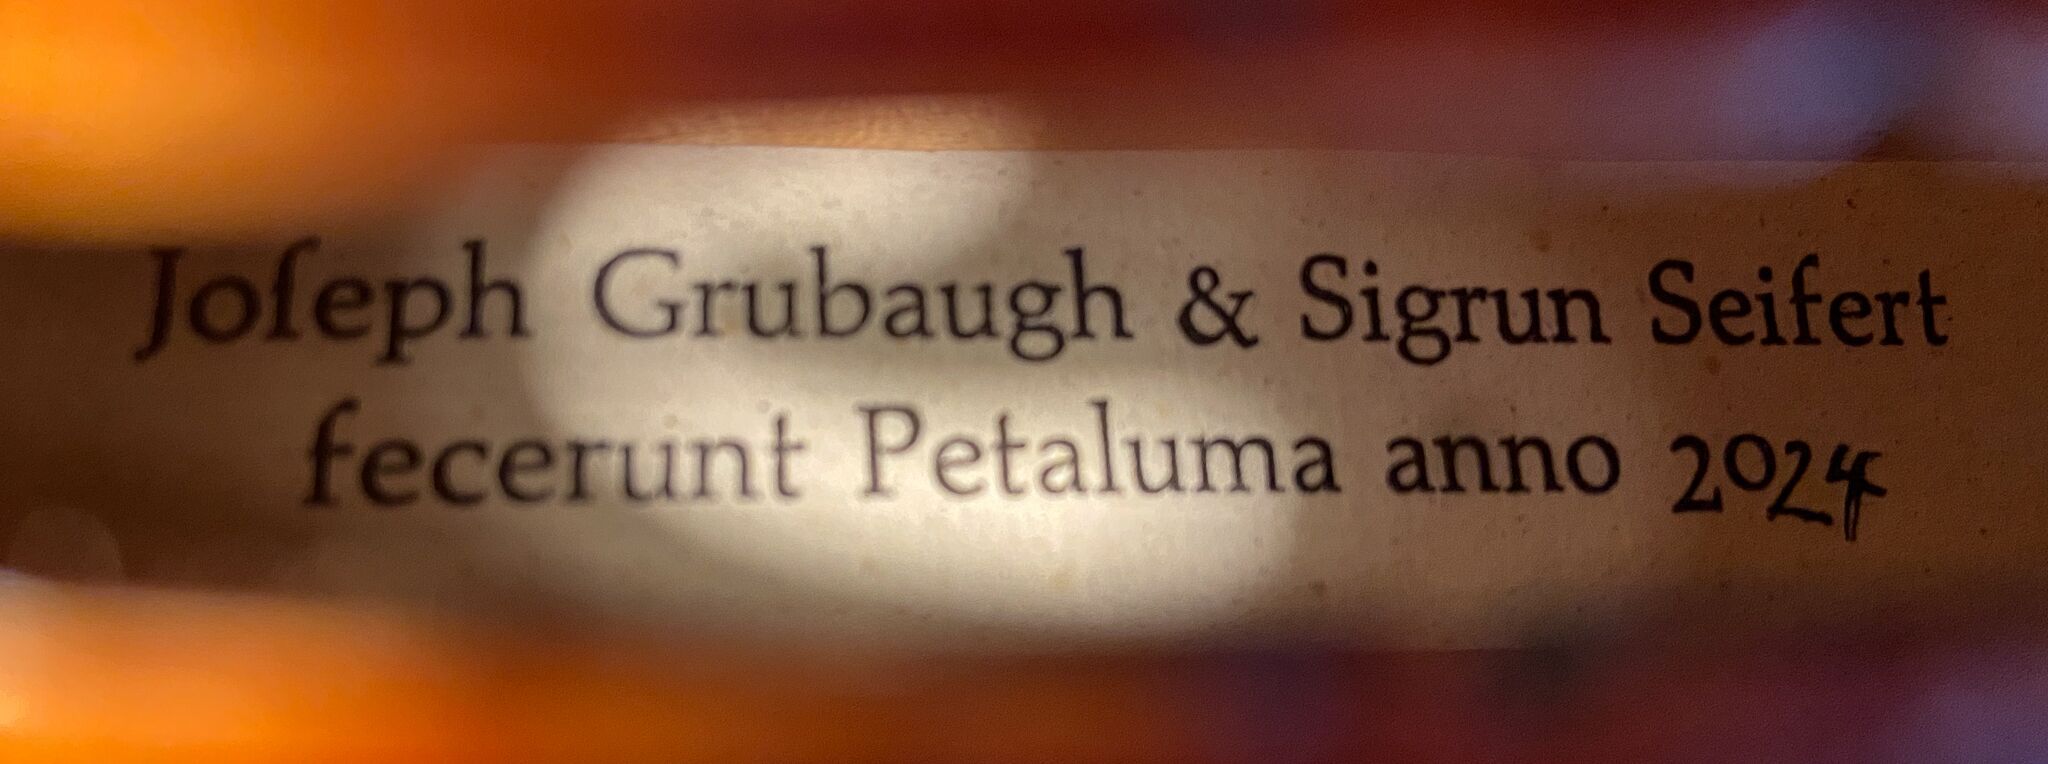 Joſeph Grubaugh & Sigrun Seifert
fecerunt Petaluma anno 2024